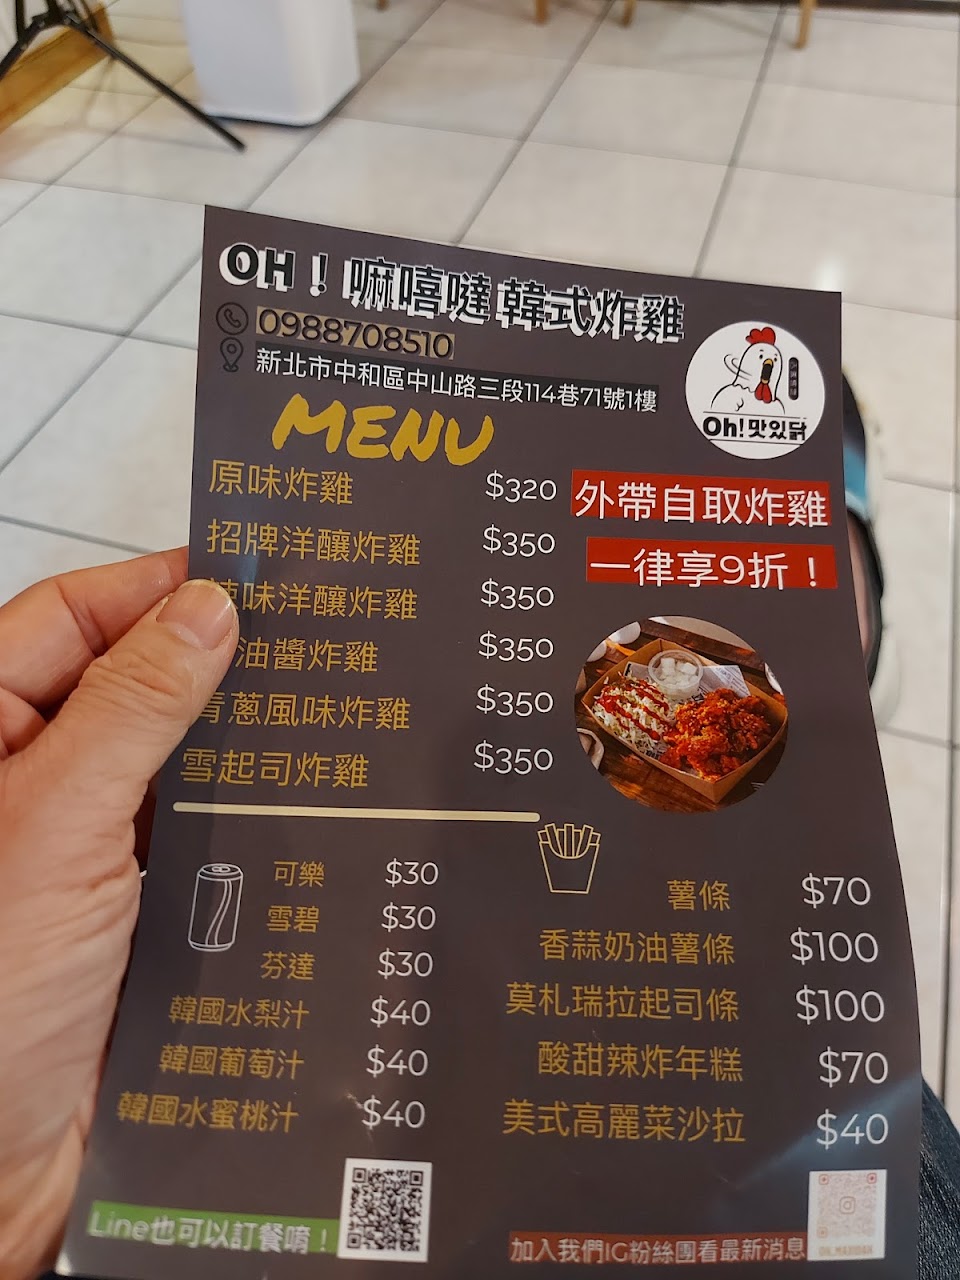 OH！嘛嘻噠 韓式炸雞
0988708510
新北市中和區中山路三段114巷71號1樓
Oh! 맛있닭
MENU
原味炸雞 $320
招牌洋釀炸雞 $350
辣味洋釀炸雞 $350
油醬炸雞 $350
青蔥風味炸雞 $350
雪起司炸雞 $350
外帶自取炸雞
一律享9折！
可樂 $30
雪碧 $30
芬達 $30
韓國水梨汁 $40
韓國葡萄汁 $40
韓國水蜜桃汁 $40
薯條 $70
香蒜奶油薯條 $100
莫札瑞拉起司條 $100
酸甜辣炸年糕 $70
美式高麗菜沙拉 $40
Line也可以訂餐唷！
加入我們IG粉絲團看最新消息
OH.MAXIDAK